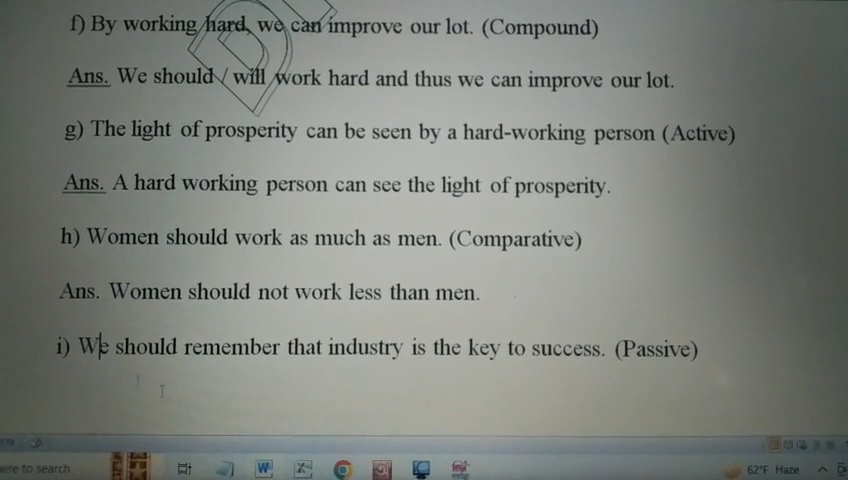 f) By working hard, we can improve our lot. (Compound)
Ans. We should / will work hard and thus we can improve our lot.
g) The light of prosperity can be seen by a hard-working person (Active)
Ans. A hard working person can see the light of prosperity.
h) Women should work as much as men. (Comparative)
Ans. Women should not work less than men.
i) We should remember that industry is the key to success. (Passive)
ere to search
62°F Haze